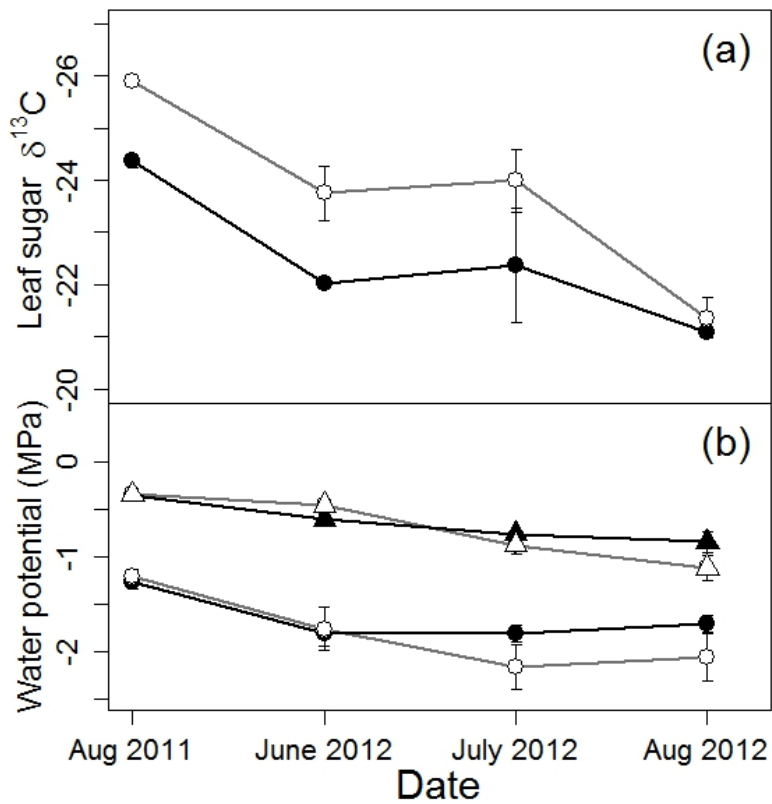 (a)
Leaf sugar δ¹³C
-26
-24
-22
-20
(b)
Water potential (MPa)
0
-1
-2
Aug 2011 June 2012 July 2012 Aug 2012
Date